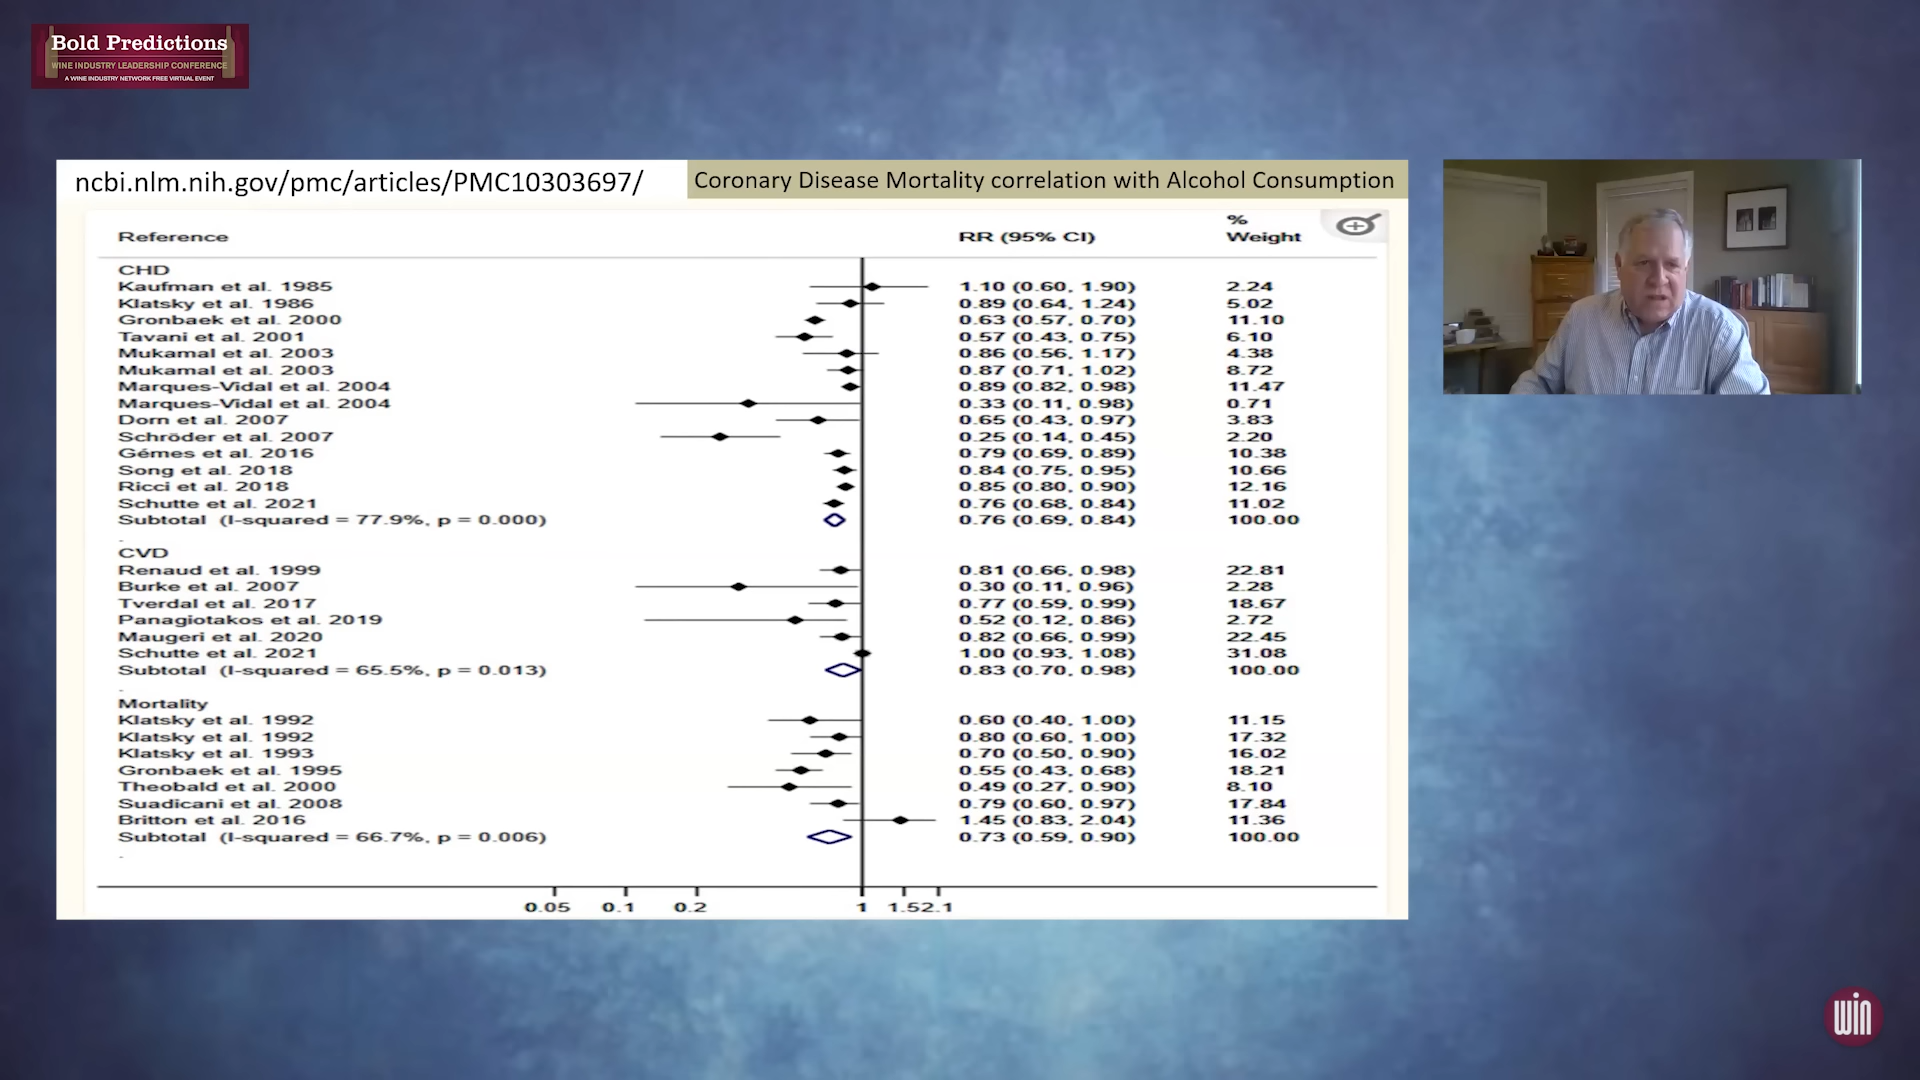 Bold Predictions
WINE INDUSTRY LEADERSHIP CONFERENCE
A WINE INDUSTRY NETWORK FREE VIRTUAL EVENT
ncbi.nlm.nih.gov/pmc/articles/PMC10303697/
Coronary Disease Mortality correlation with Alcohol Consumption
%
Reference RR (95% CI) Weight
CHD
Kaufman et al. 1985 1.10 (0.60, 1.90) 2.24
Klatsky et al. 1986 0.89 (0.64, 1.24) 5.02
Gronbaek et al. 2000 0.63 (0.57, 0.70) 11.10
Tavani et al. 2001 0.57 (0.43, 0.75) 6.10
Mukamal et al. 2003 0.86 (0.56, 1.17) 4.38
Mukamal et al. 2003 0.87 (0.71, 1.02) 8.72
Marques-Vidal et al. 2004 0.89 (0.82, 0.98) 11.47
Marques-Vidal et al. 2004 0.33 (0.11, 0.98) 0.71
Dorn et al. 2007 0.65 (0.43, 0.97) 3.83
Schröder et al. 2007 0.25 (0.14, 0.45) 2.20
Gémes et al. 2016 0.79 (0.69, 0.89) 10.38
Song et al. 2018 0.84 (0.75, 0.95) 10.66
Ricci et al. 2018 0.85 (0.80, 0.90) 12.16
Schutte et al. 2021 0.76 (0.68, 0.84) 11.02
Subtotal (I-squared = 77.9%, p = 0.000) 0.76 (0.69, 0.84) 100.00
.
CVD
Renaud et al. 1999 0.81 (0.66, 0.98) 22.81
Burke et al. 2007 0.30 (0.11, 0.96) 2.28
Tverdal et al. 2017 0.77 (0.59, 0.99) 18.67
Panagiotakos et al. 2019 0.52 (0.12, 0.86) 2.72
Maugeri et al. 2020 0.82 (0.66, 0.99) 22.45
Schutte et al. 2021 1.00 (0.93, 1.08) 31.08
Subtotal (I-squared = 65.5%, p = 0.013) 0.83 (0.70, 0.98) 100.00
.
Mortality
Klatsky et al. 1992 0.60 (0.40, 1.00) 11.15
Klatsky et al. 1992 0.80 (0.60, 1.00) 17.32
Klatsky et al. 1993 0.70 (0.50, 0.90) 16.02
Gronbaek et al. 1995 0.55 (0.43, 0.68) 18.21
Theobald et al. 2000 0.49 (0.27, 0.90) 8.10
Suadicani et al. 2008 0.79 (0.60, 0.97) 17.84
Britton et al. 2016 1.45 (0.83, 2.04) 11.36
Subtotal (I-squared = 66.7%, p = 0.006) 0.73 (0.59, 0.90) 100.00
.
0.05 0.1 0.2 1 1.52.1
win